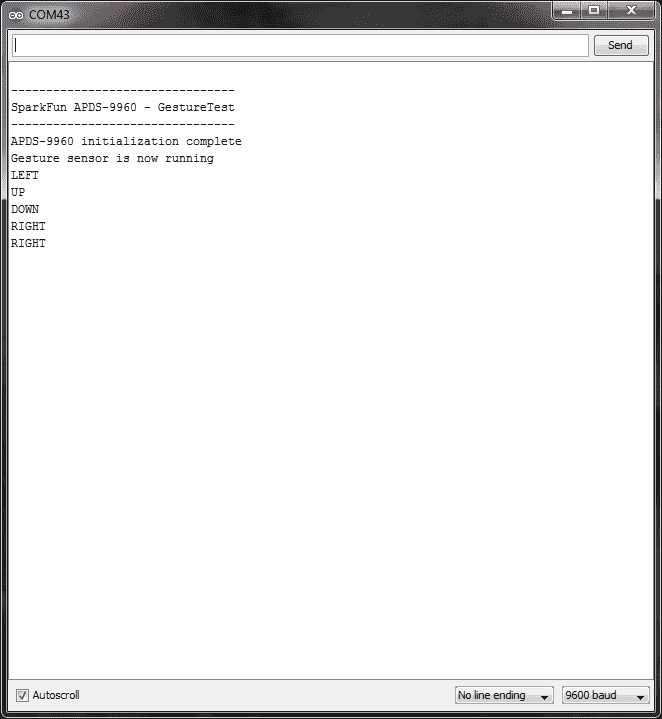 COM43
Send
--------------------------------
SparkFun APDS-9960 - GestureTest
--------------------------------
APDS-9960 initialization complete
Gesture sensor is now running
LEFT
UP
DOWN
RIGHT
RIGHT
Autoscroll
No line ending
9600 baud